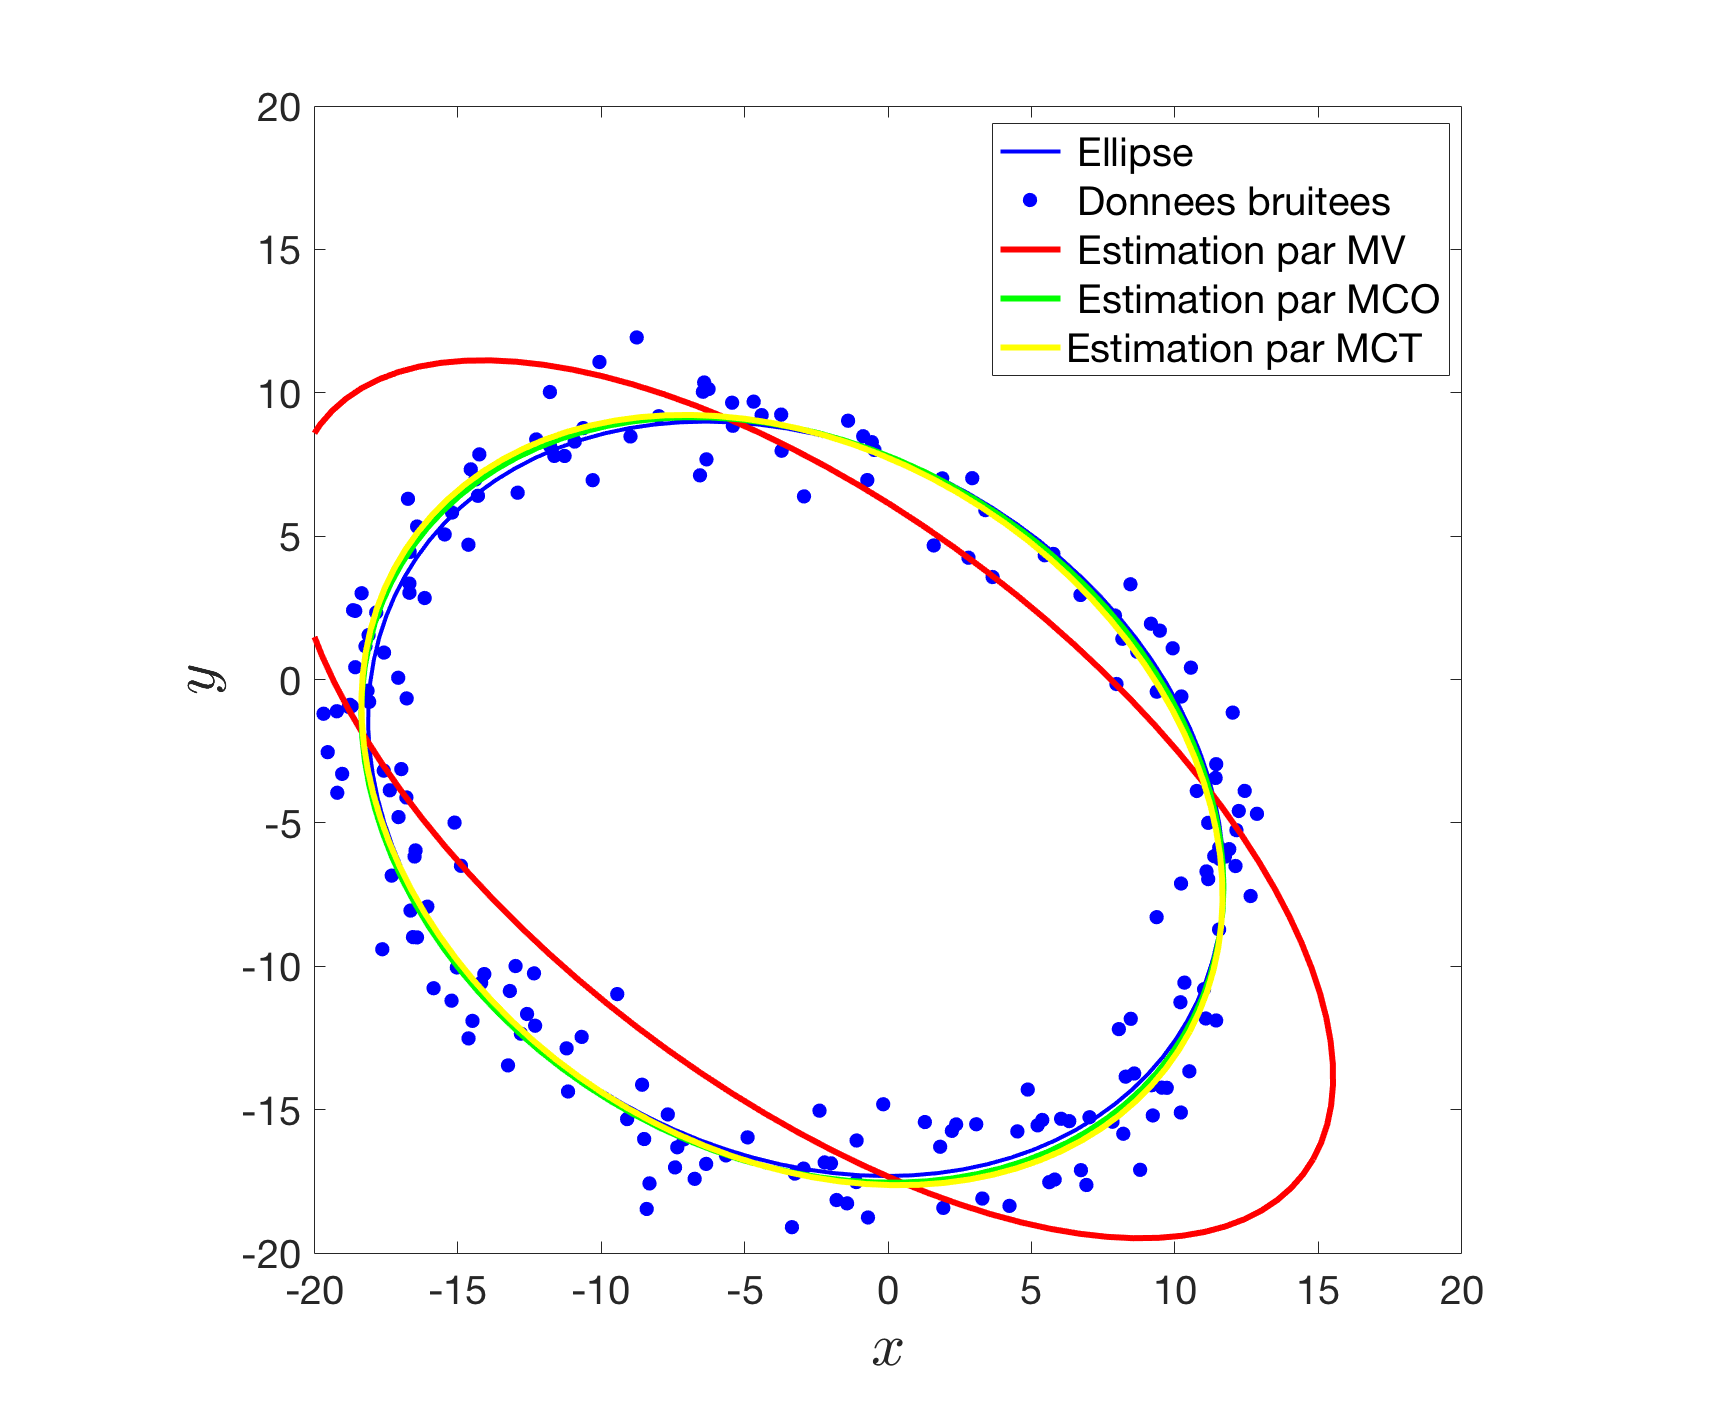 20
15
10
5
0
-5
-10
-15
-20
y
Ellipse
Donnees bruitees
Estimation par MV
Estimation par MCO
Estimation par MCT
-20 -15 -10 -5 0 5 10 15 20
x